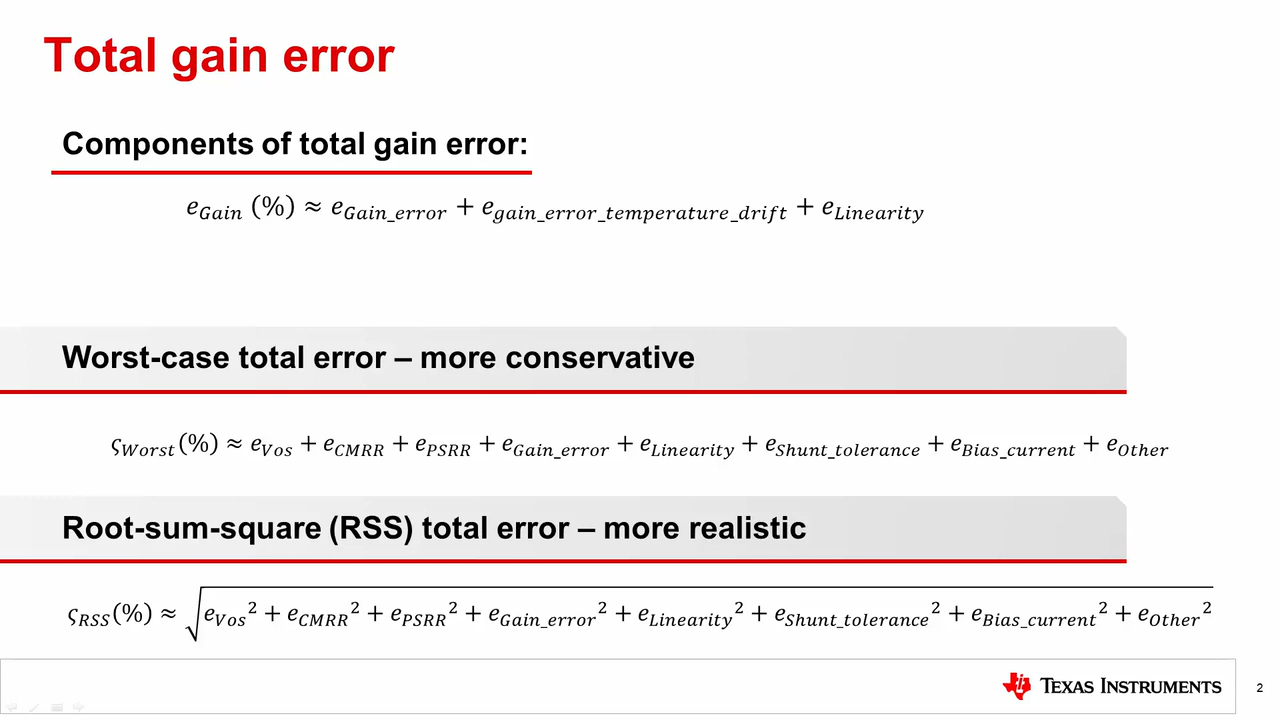 Total gain error
Components of total gain error:
e_Gain (%) ≈ e_Gain_error + e_gain_error_temperature_drift + e_Linearity
Worst-case total error – more conservative
ς_Worst(%) ≈ e_Vos + e_CMRR + e_PSRR + e_Gain_error + e_Linearity + e_Shunt_tolerance + e_Bias_current + e_Other
Root-sum-square (RSS) total error – more realistic
ς_RSS(%) ≈ √(e_Vos² + e_CMRR² + e_PSRR² + e_Gain_error² + e_Linearity² + e_Shunt_tolerance² + e_Bias_current² + e_Other²)
TEXAS INSTRUMENTS
2